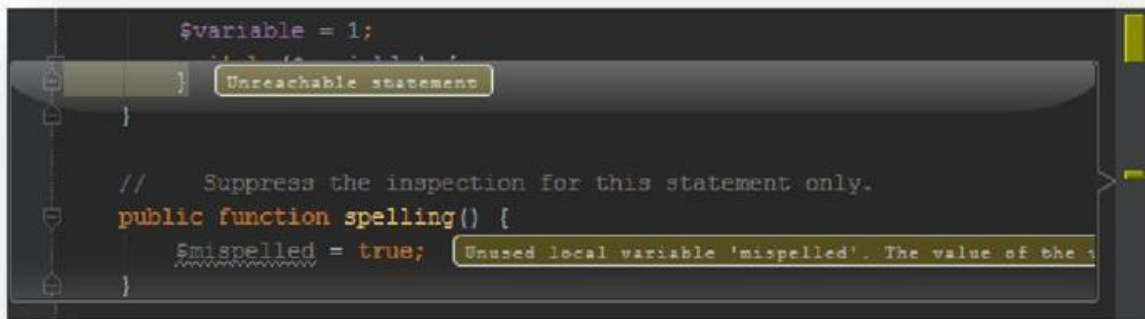 $variable = 1;
} Unreachable statement
}
// Suppress the inspection for this statement only.
public function spelling() {
$mispelled = true; Unused local variable 'mispelled'. The value of the
}